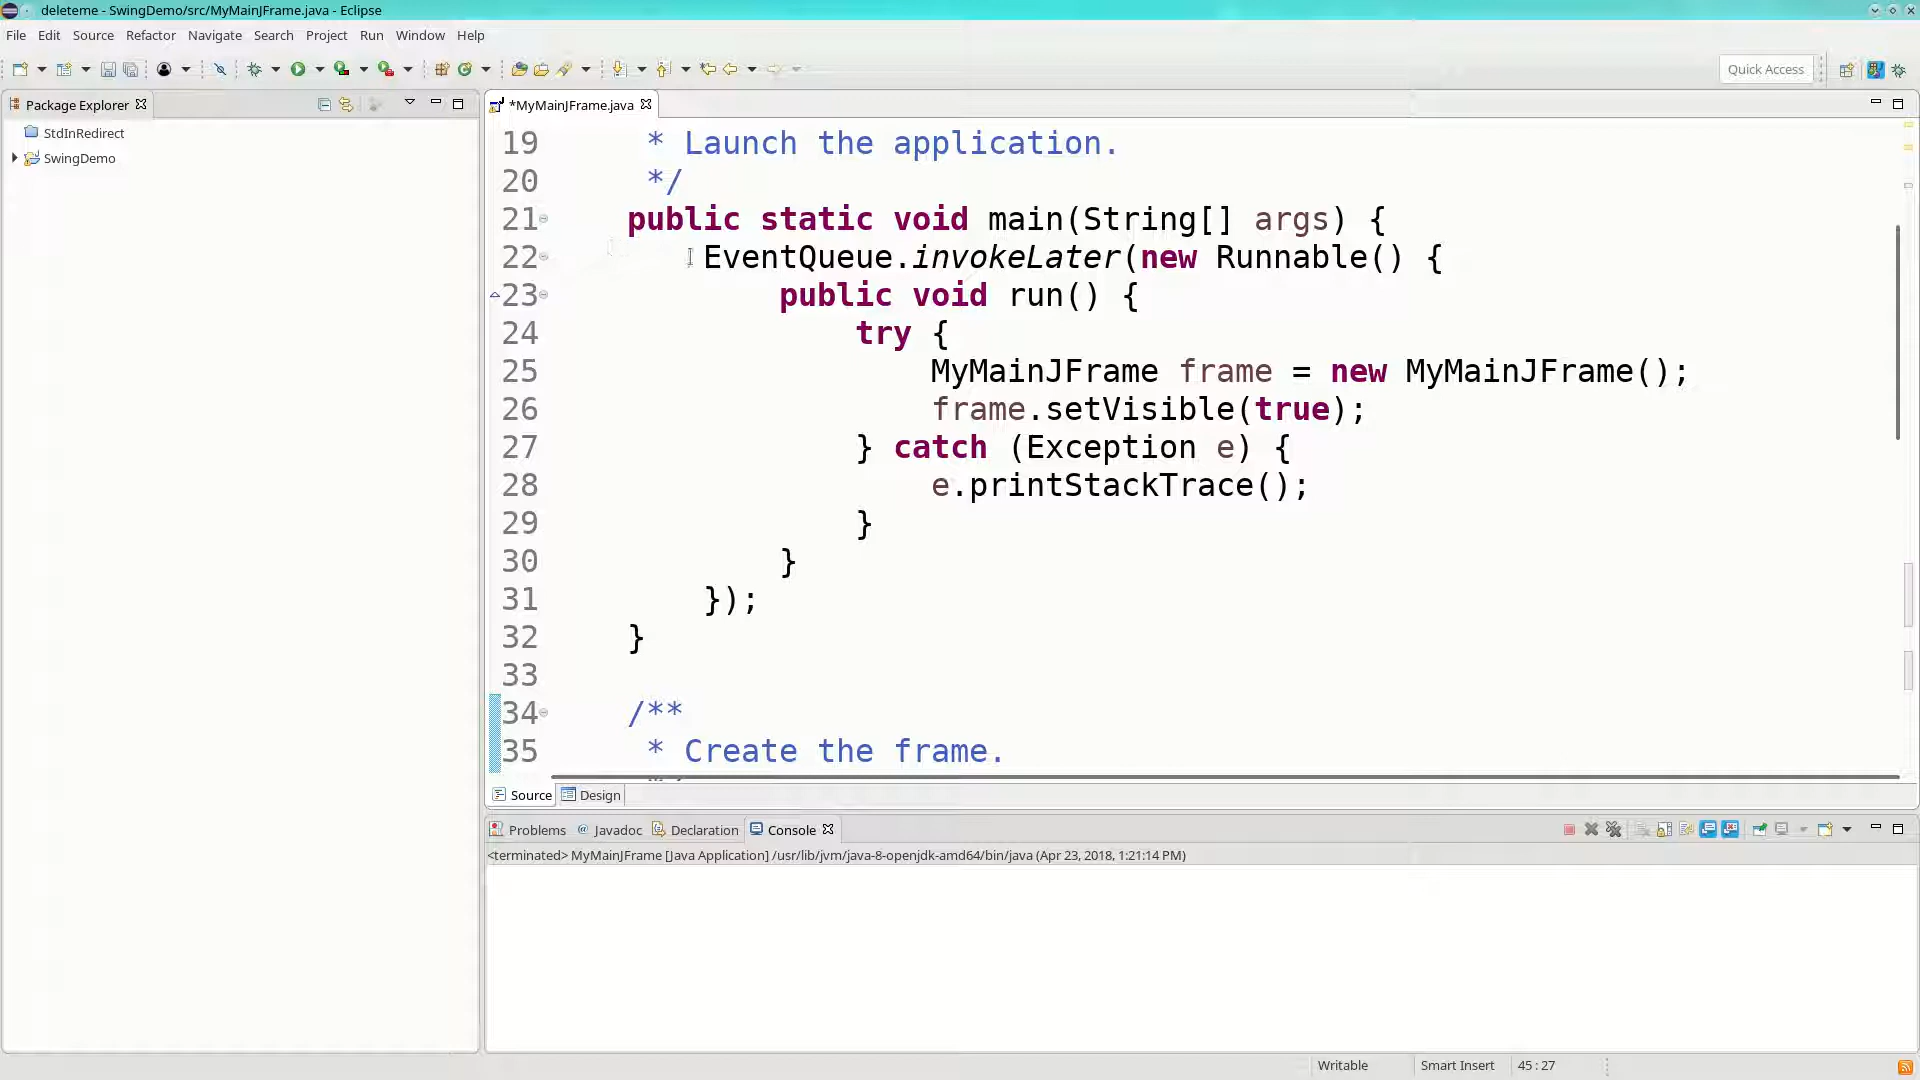 deleteme - SwingDemo/src/MyMainJFrame.java - Eclipse
File Edit Source Refactor Navigate Search Project Run Window Help
Quick Access
Package Explorer
StdInRedirect
SwingDemo
*MyMainJFrame.java
19 * Launch the application.
20 */
21 public static void main(String[] args) {
22 EventQueue.invokeLater(new Runnable() {
23 public void run() {
24 try {
25 MyMainJFrame frame = new MyMainJFrame();
26 frame.setVisible(true);
27 } catch (Exception e) {
28 e.printStackTrace();
29 }
30 }
31 });
32 }
33
34 /**
35 * Create the frame.
Source Design
Problems @ Javadoc Declaration Console
<terminated> MyMainJFrame [Java Application] /usr/lib/jvm/java-8-openjdk-amd64/bin/java (Apr 23, 2018, 1:21:14 PM)
Writable Smart Insert 45 : 27